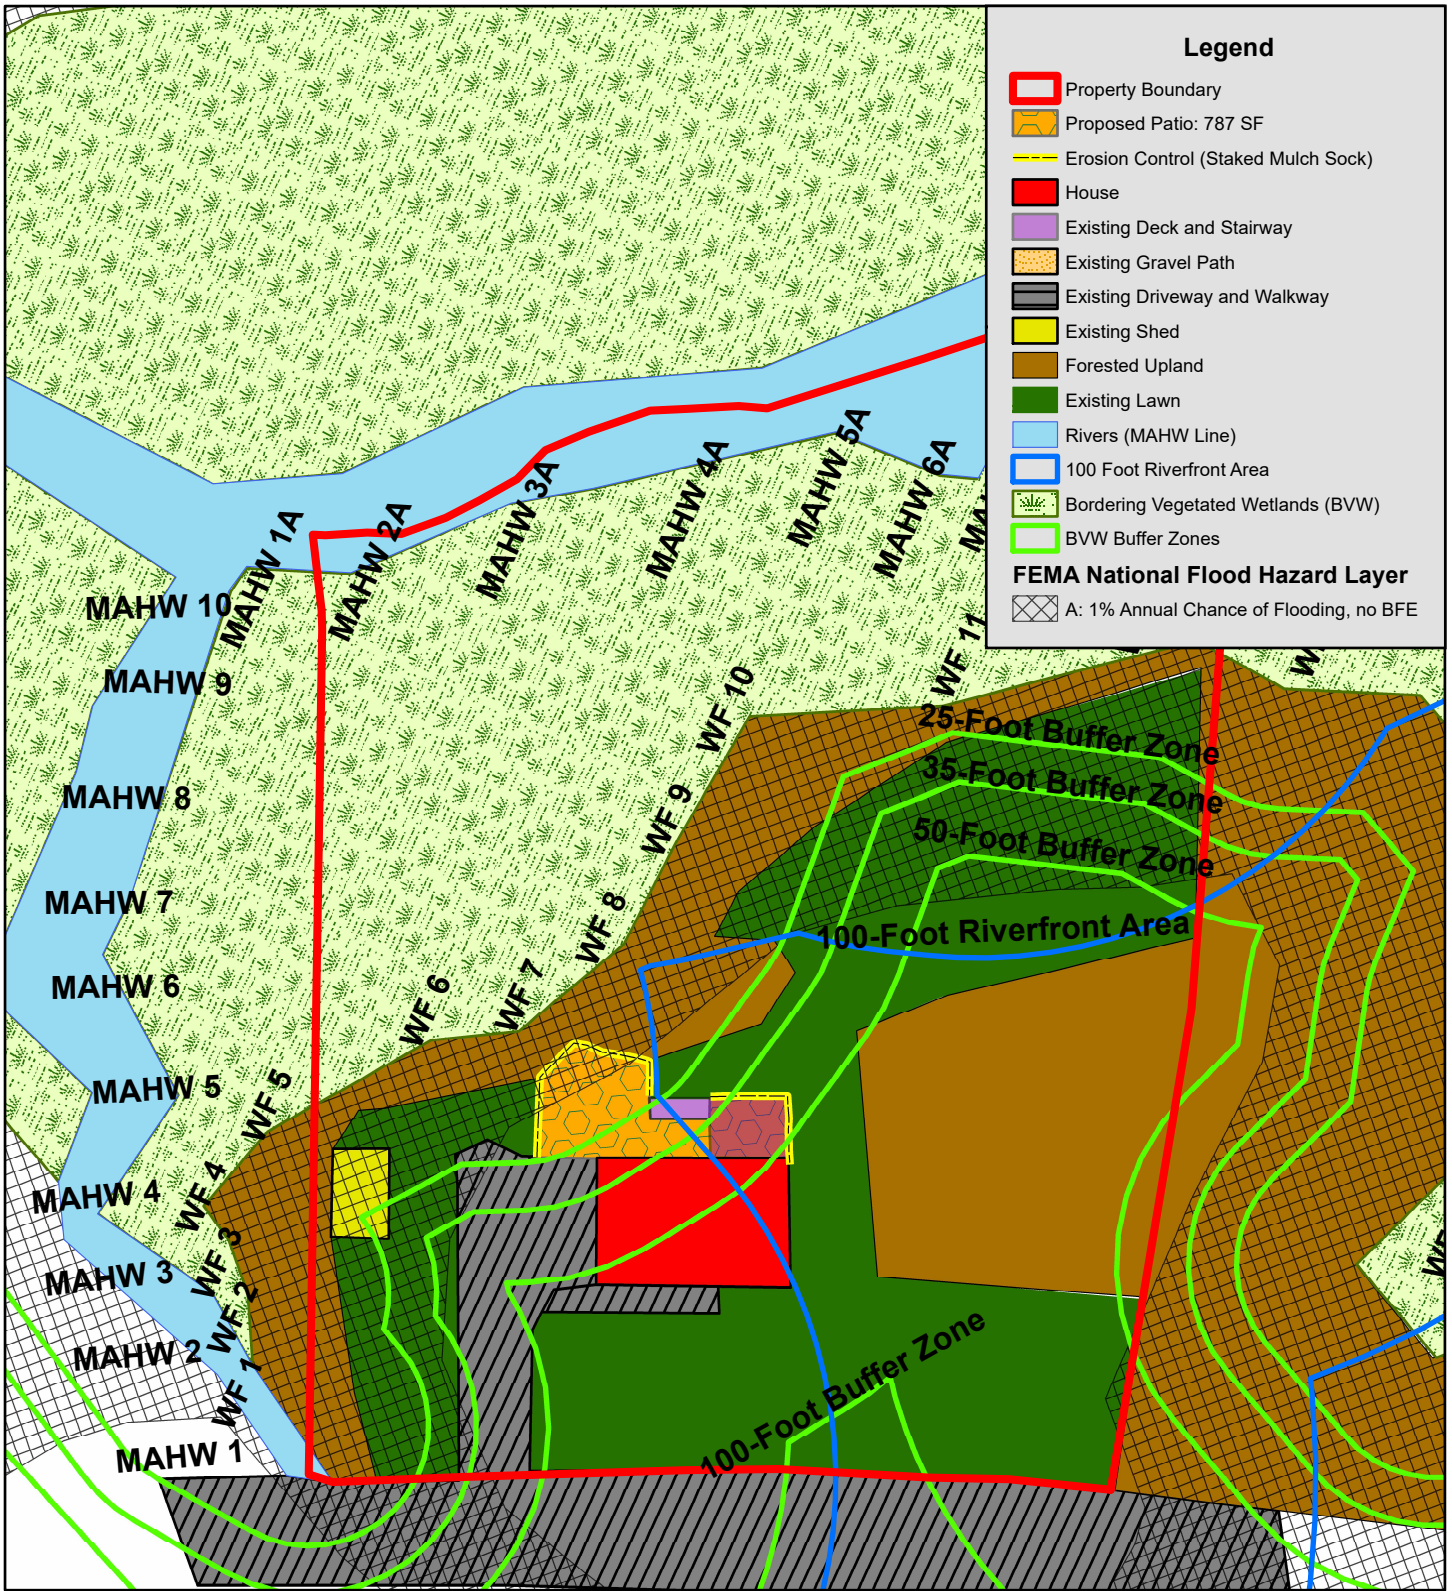 Legend
Property Boundary
Proposed Patio: 787 SF
Erosion Control (Staked Mulch Sock)
House
Existing Deck and Stairway
Existing Gravel Path
Existing Driveway and Walkway
Existing Shed
Forested Upland
Existing Lawn
Rivers (MAHW Line)
100 Foot Riverfront Area
Bordering Vegetated Wetlands (BVW)
BVW Buffer Zones
FEMA National Flood Hazard Layer
A: 1% Annual Chance of Flooding, no BFE
MAHW 1A
MAHW 2A
MAHW 3A
MAHW 4A
MAHW 5A
MAHW 6A
MAHW 10
MAHW 9
MAHW 8
MAHW 7
MAHW 6
MAHW 5
MAHW 4
MAHW 3
MAHW 2
MAHW 1
WF 11
WF 10
WF 9
WF 8
WF 7
WF 6
WF 5
WF 4
WF 3
WF 2
WF 1
25-Foot Buffer Zone
35-Foot Buffer Zone
50-Foot Buffer Zone
100-Foot Riverfront Area
100-Foot Buffer Zone